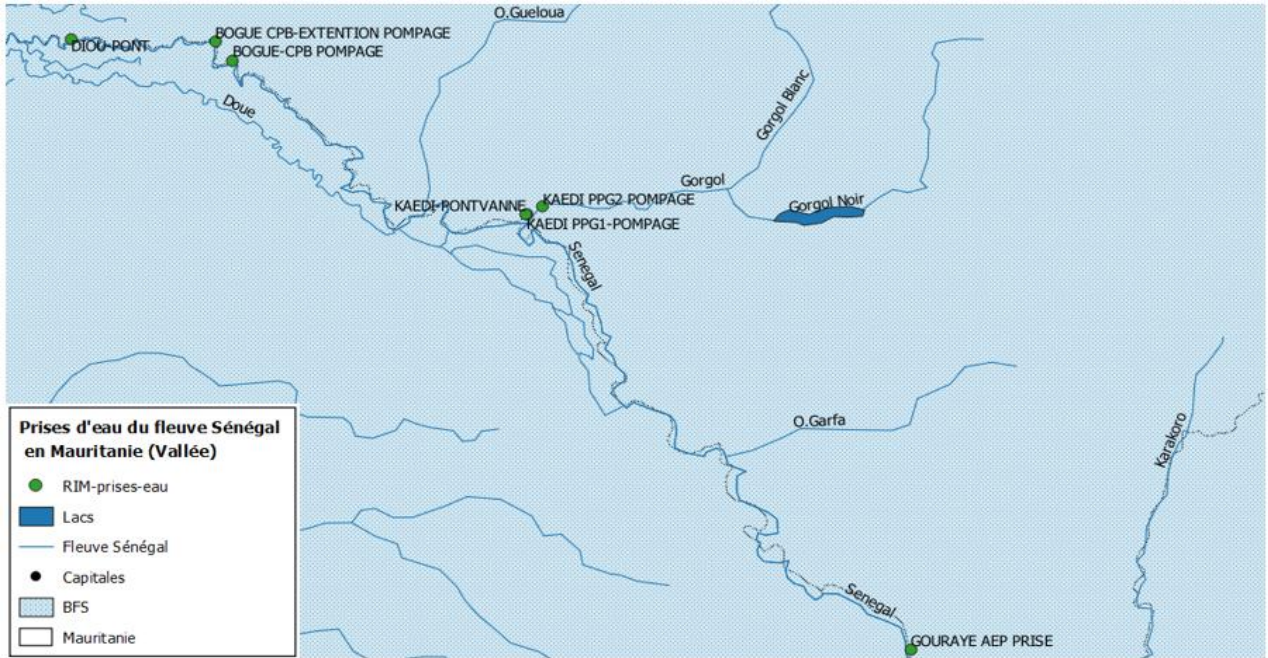 O.Gueloua
BOGUE CPB-EXTENTION POMPAGE
DIOU-PONT
BOGUE-CPB POMPAGE
Doue
Gorgol Blanc
Gorgol
KAEDI PPG2 POMPAGE
KAEDI-PONTVANNE
Gorgol Noir
KAEDI PPG1-POMPAGE
Senegal
O.Garfa
Karakoro
Senegal
GOURAYE AEP PRISE
Prises d'eau du fleuve Sénégal
en Mauritanie (Vallée)
RIM-prises-eau
Lacs
Fleuve Sénégal
Capitales
BFS
Mauritanie